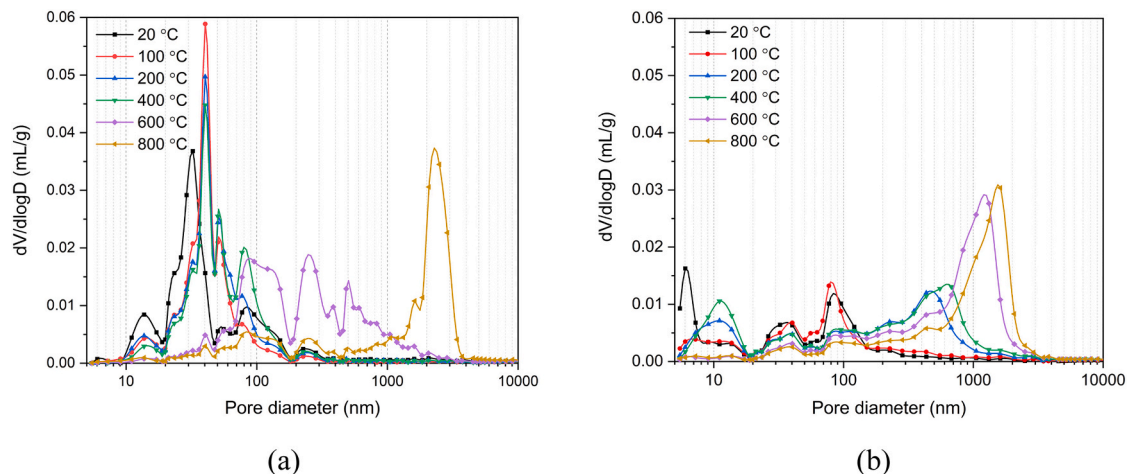 0.06
0.05
0.04
0.03
0.02
0.01
0.00
dV/dlogD (mL/g)
20 °C
100 °C
200 °C
400 °C
600 °C
800 °C
10 100 1000 10000
Pore diameter (nm)
(a)
0.06
0.05
0.04
0.03
0.02
0.01
0.00
dV/dlogD (mL/g)
20 °C
100 °C
200 °C
400 °C
600 °C
800 °C
10 100 1000 10000
Pore diameter (nm)
(b)